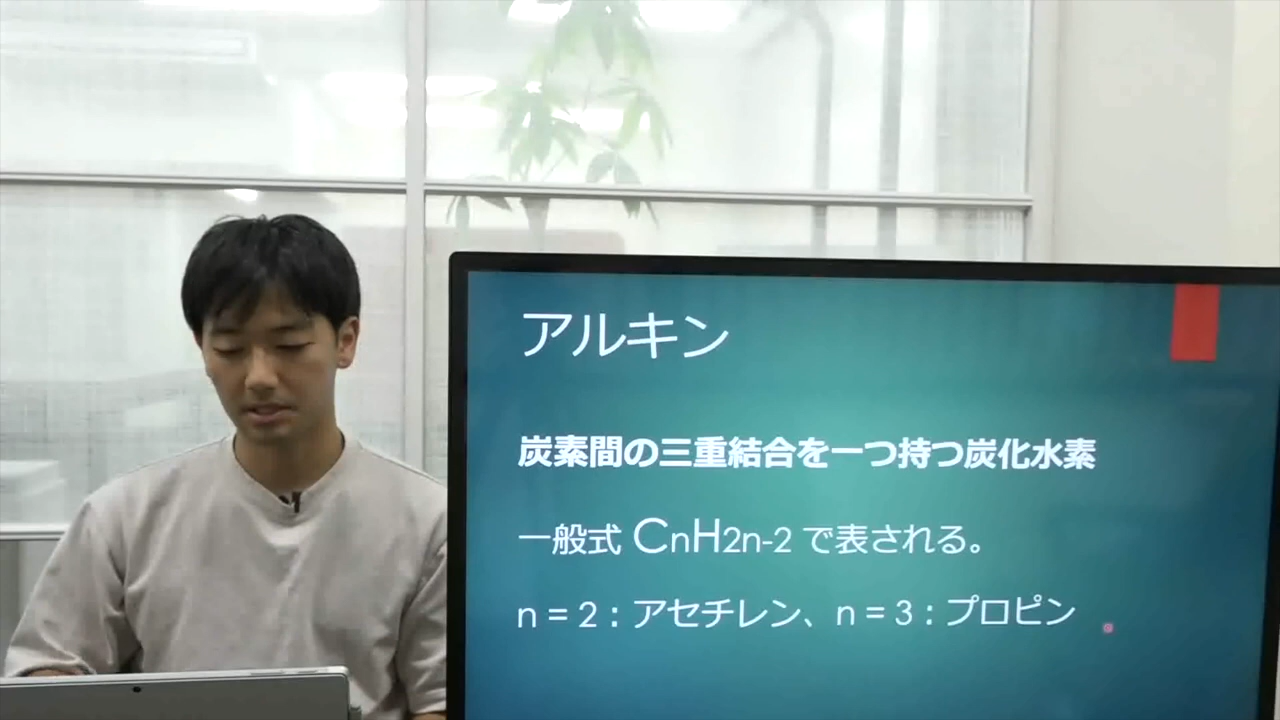 アルキン
炭素間の三重結合を一つ持つ炭化水素
一般式 CnH2n-2 で表される。
n = 2：アセチレン、n = 3：プロピン